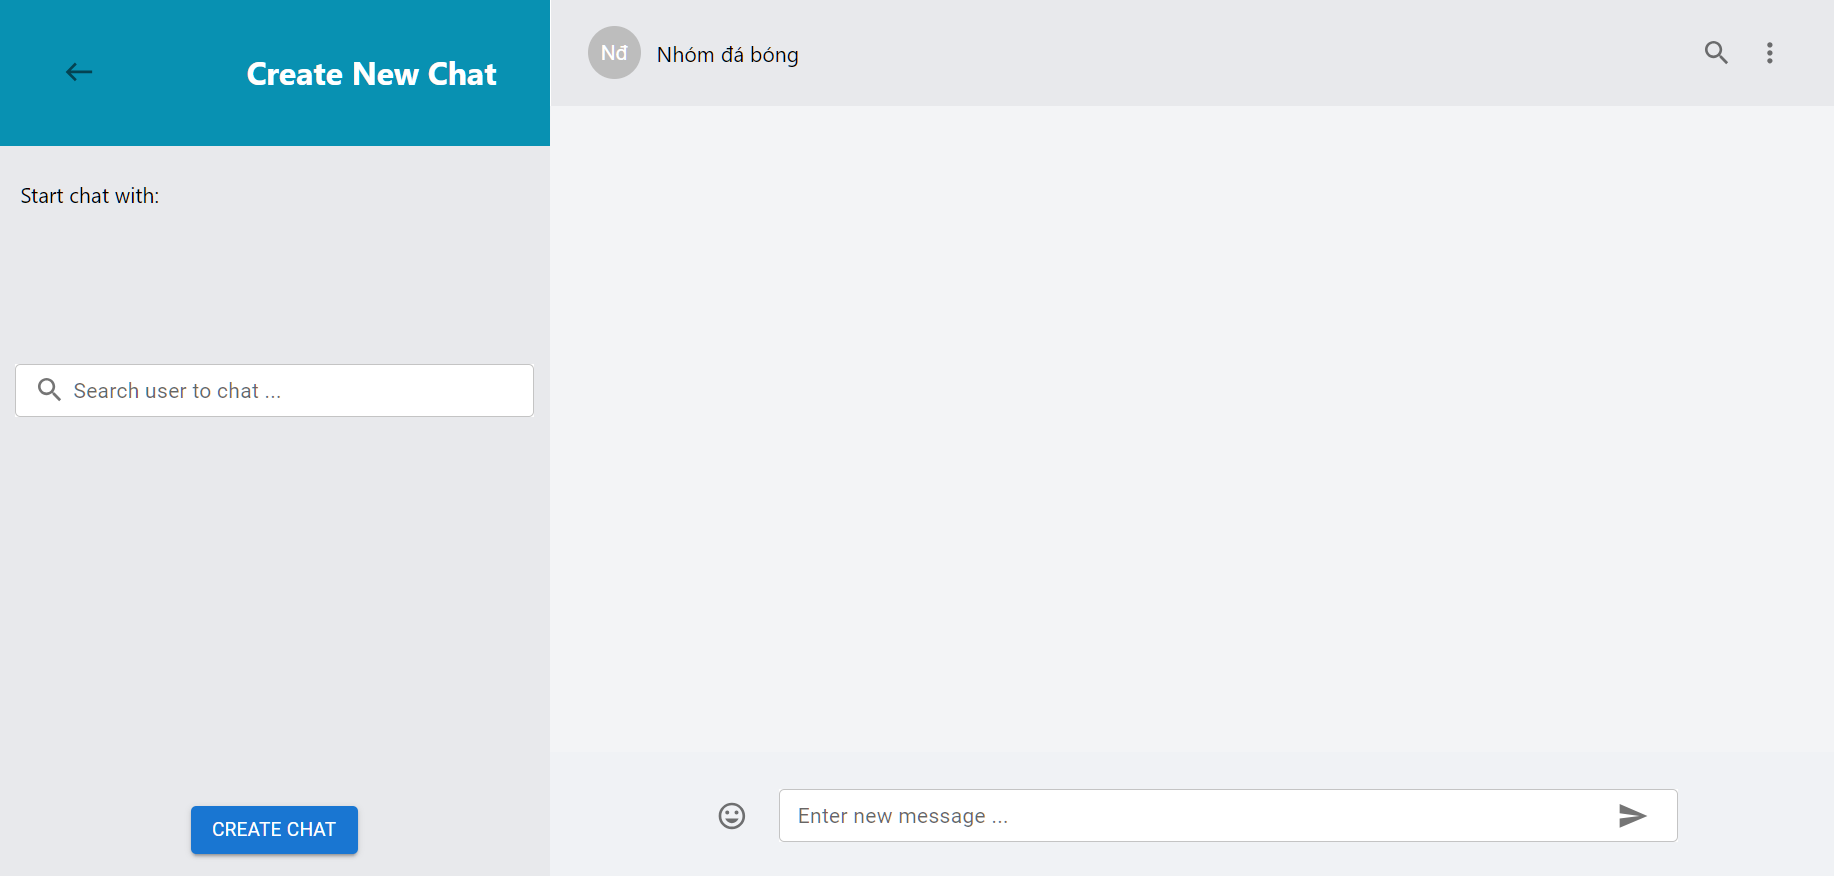 Create New Chat
Start chat with:
Search user to chat ...
CREATE CHAT
Nđ
Nhóm đá bóng
Enter new message ...